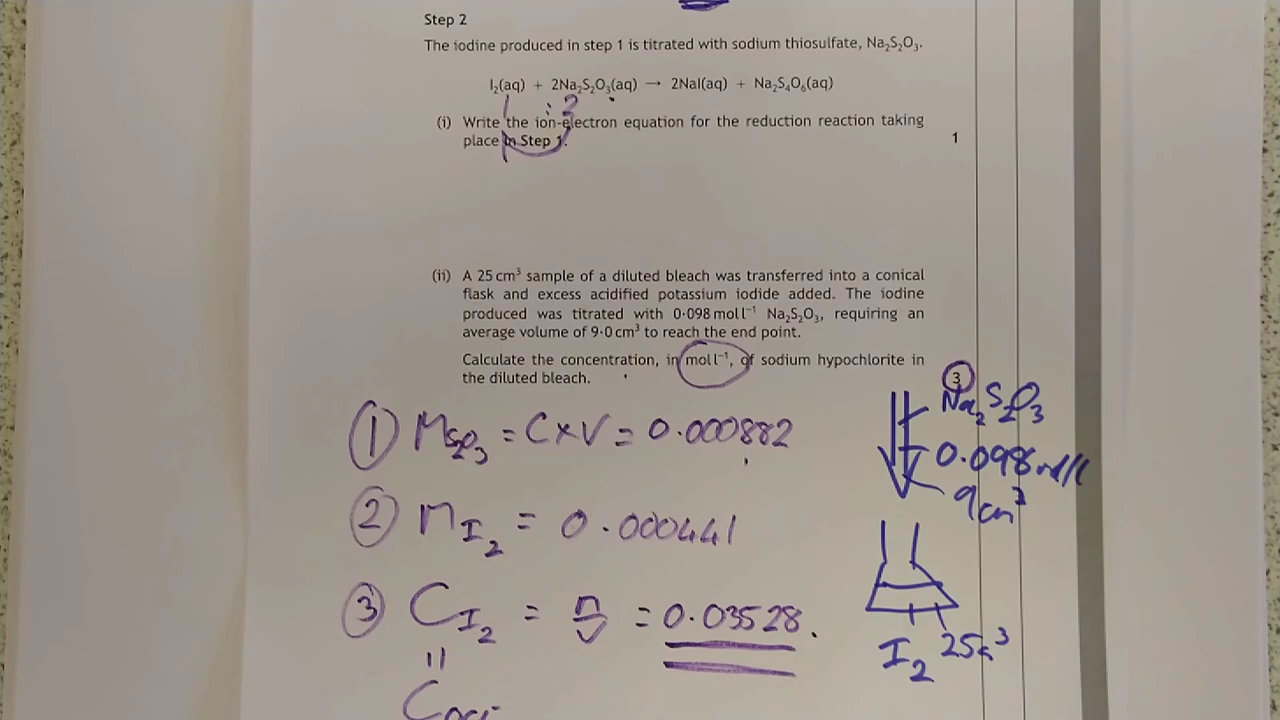 Step 2
The iodine produced in step 1 is titrated with sodium thiosulfate, Na₂S₂O₃.
I₂(aq) + 2Na₂S₂O₃(aq) → 2NaI(aq) + Na₂S₄O₆(aq)
1 : 2
(i) Write the ion-electron equation for the reduction reaction taking
place in Step 1.
1
(ii) A 25 cm³ sample of a diluted bleach was transferred into a conical
flask and excess acidified potassium iodide added. The iodine
produced was titrated with 0·098 mol l⁻¹ Na₂S₂O₃, requiring an
average volume of 9·0 cm³ to reach the end point.
Calculate the concentration, in mol l⁻¹, of sodium hypochlorite in
the diluted bleach.
3
① n S₂O₃ = C × V = 0.000882
② n I₂ = 0.000441
③ C I₂ = n/v = 0.03528.
=
C OCl⁻
Na₂S₂O₃
0.098 mol/l
9cm³
I₂ 25c³